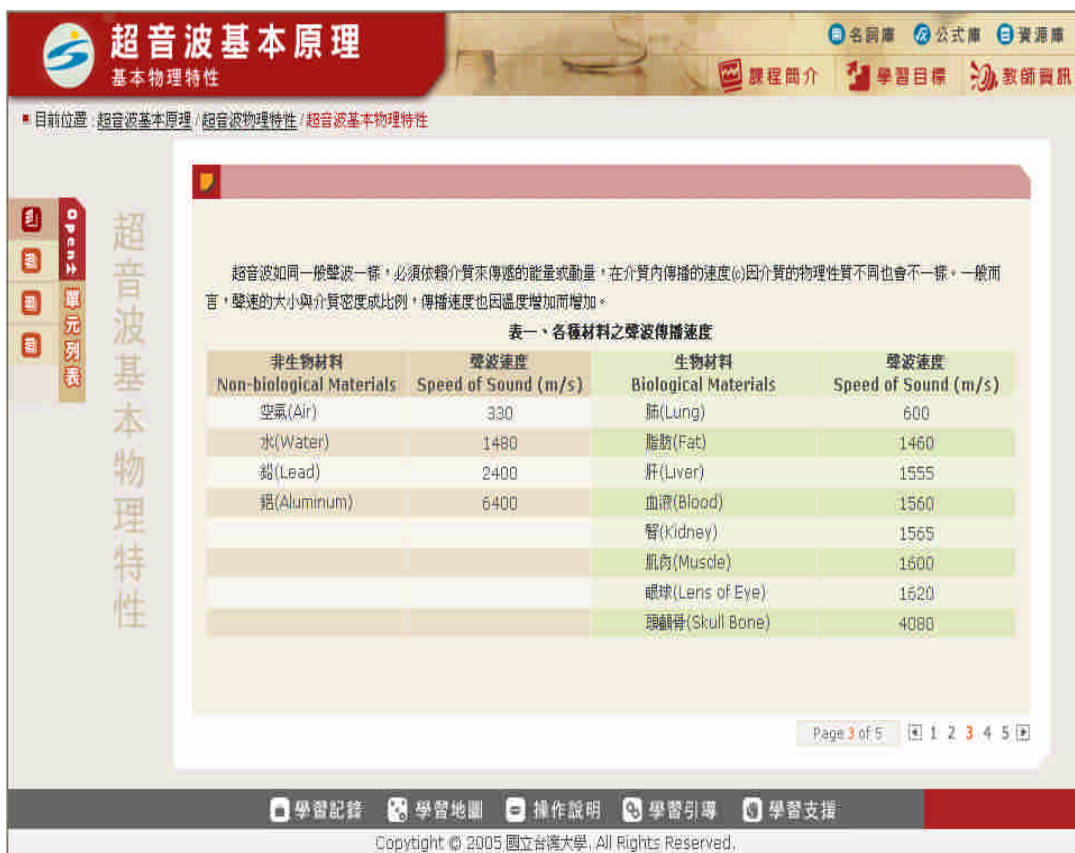 超音波基本原理
基本物理特性
名詞庫 公式庫 資源庫
課程簡介 學習目標 教師資訊
目前位置 : 超音波基本原理 / 超音波物理特性 / 超音波基本物理特性
Open 單元列表
超音波基本物理特性
超音波如同一般聲波一樣,必須依賴介質來傳遞的能量或動量,在介質內傳播的速度(c)因介質的物理性質不同也會不一樣。一般而
言,聲速的大小與介質密度成比例,傳播速度也因溫度增加而增加。
表一、各種材料之聲波傳播速度
非生物材料 聲波速度 生物材料 聲波速度
Non-biological Materials Speed of Sound (m/s) Biological Materials Speed of Sound (m/s)
空氣(Air) 330 肺(Lung) 600
水(Water) 1480 脂肪(Fat) 1460
鉛(Lead) 2400 肝(Liver) 1555
鋁(Aluminum) 6400 血液(Blood) 1560
腎(Kidney) 1565
肌肉(Muscle) 1600
眼球(Lens of Eye) 1620
頭顱骨(Skull Bone) 4080
Page 3 of 5 1 2 3 4 5
學習記錄 學習地圖 操作說明 學習引導 學習支援
Copytight © 2005 國立台灣大學. All Rights Reserved.